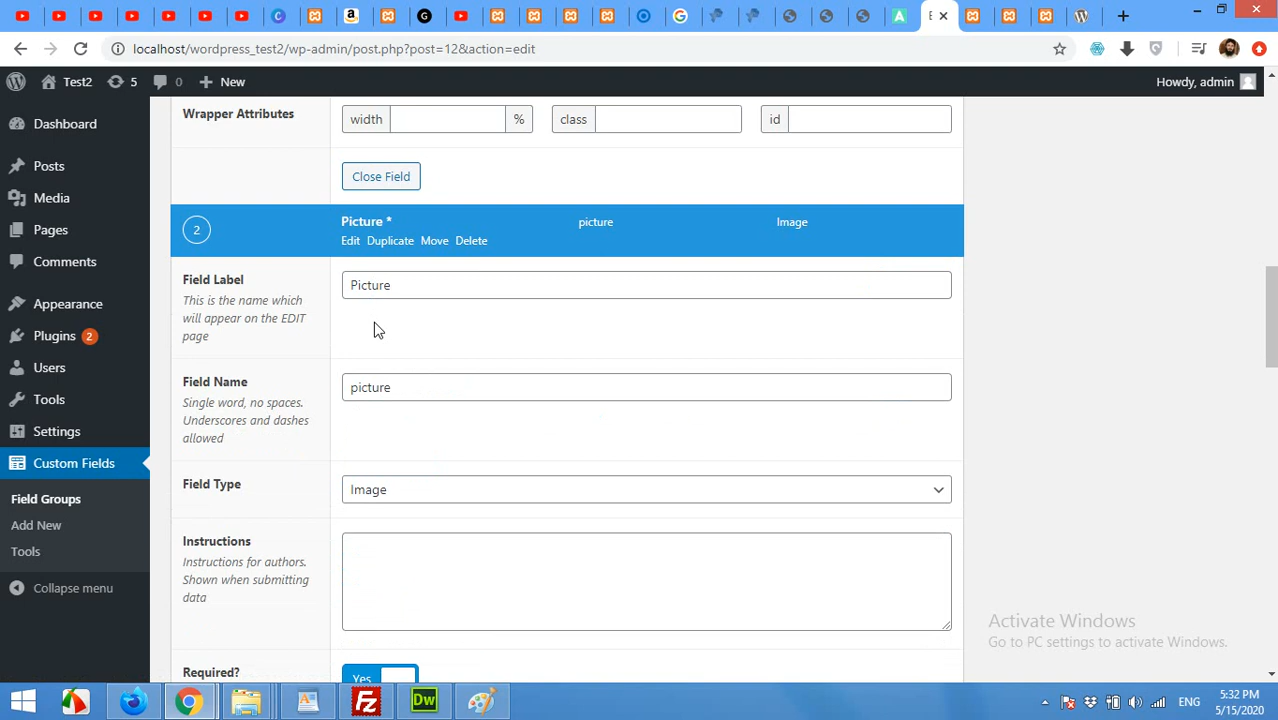 E
localhost/wordpress_test2/wp-admin/post.php?post=12&action=edit
Test2 5 0 New Howdy, admin
Dashboard
Posts
Media
Pages
Comments
Appearance
Plugins 2
Users
Tools
Settings
Custom Fields
Field Groups
Add New
Tools
Collapse menu
Wrapper Attributes
width % class id
Close Field
2 Picture * picture Image
Edit Duplicate Move Delete
Field Label
This is the name which
will appear on the EDIT
page
Picture
Field Name
Single word, no spaces.
Underscores and dashes
allowed
picture
Field Type
Image
Instructions
Instructions for authors.
Shown when submitting
data
Required?
Yes
Activate Windows
Go to PC settings to activate Windows.
Fz
Dw
ENG
5:32 PM
5/15/2020